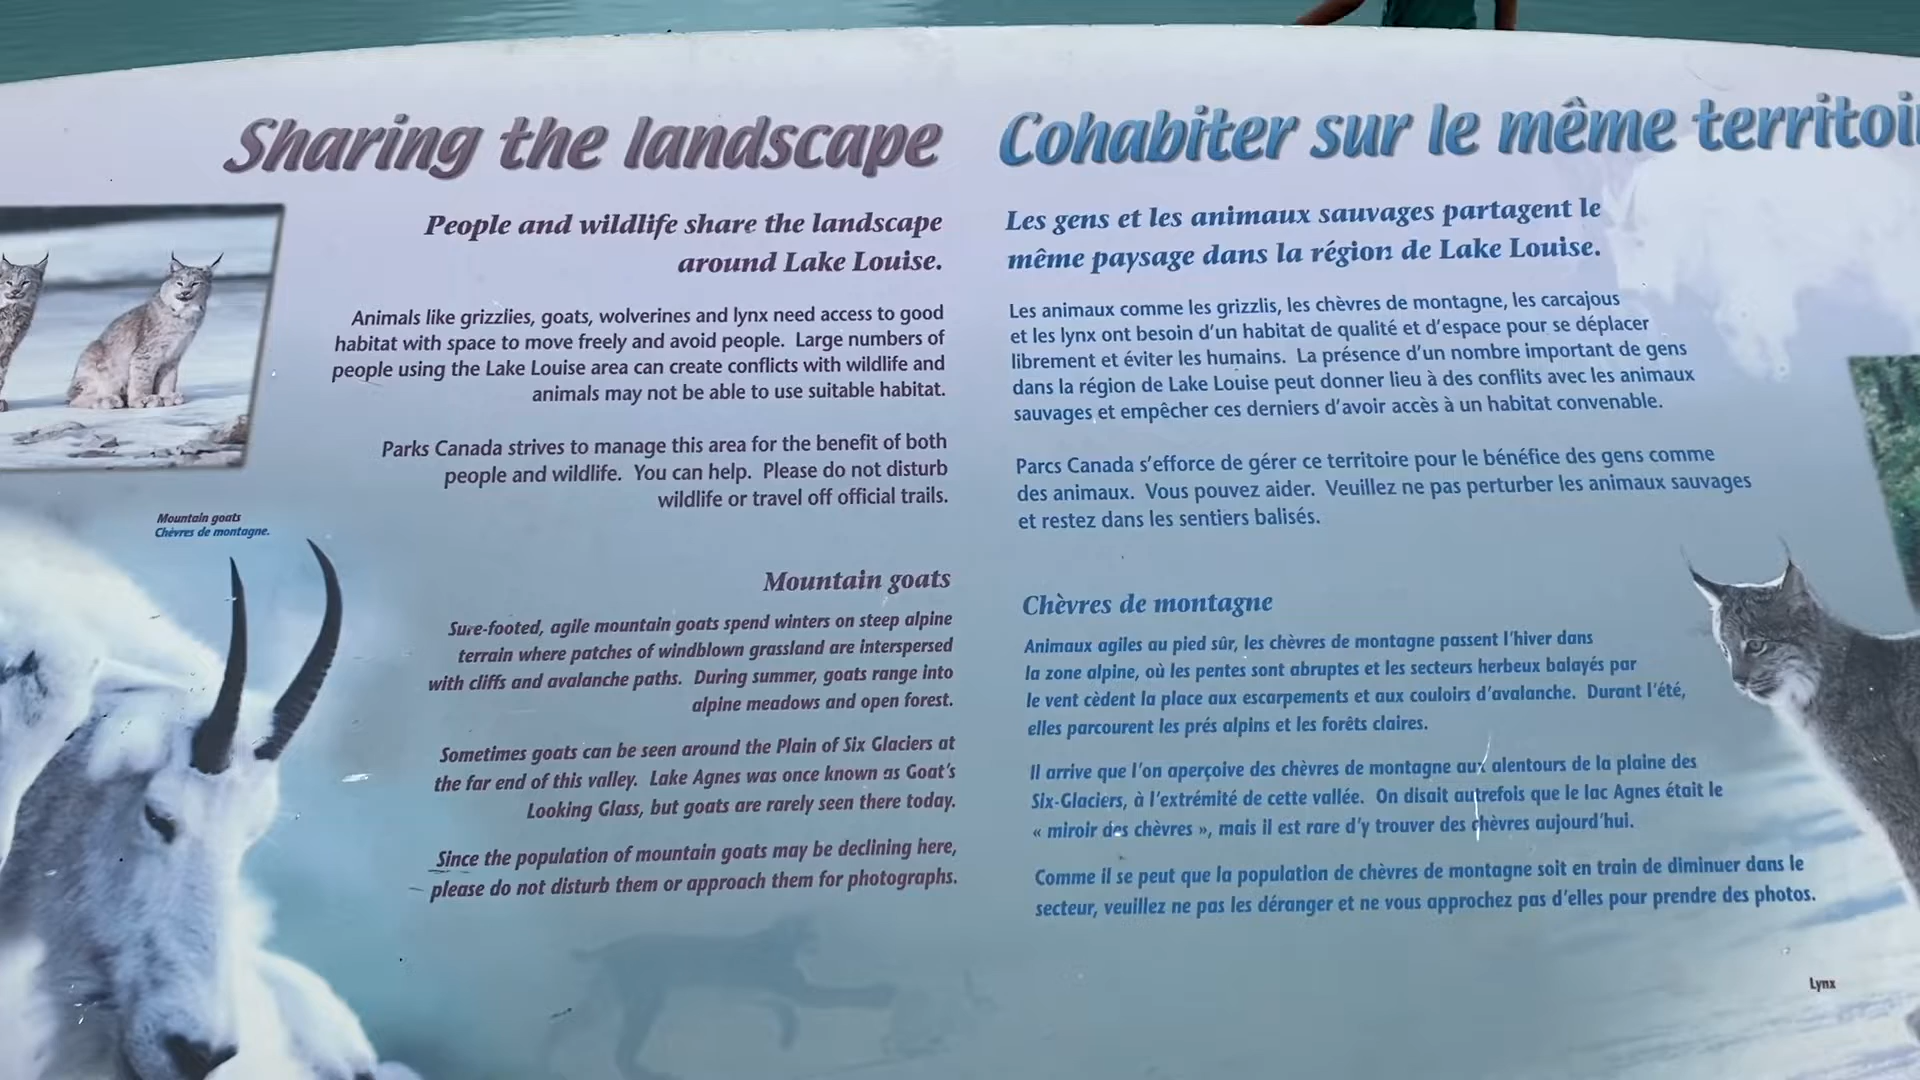 Sharing the landscape
People and wildlife share the landscape
around Lake Louise.
Animals like grizzlies, goats, wolverines and lynx need access to good
habitat with space to move freely and avoid people. Large numbers of
people using the Lake Louise area can create conflicts with wildlife and
animals may not be able to use suitable habitat.
Parks Canada strives to manage this area for the benefit of both
people and wildlife. You can help. Please do not disturb
wildlife or travel off official trails.
Mountain goats
Chèvres de montagne.
Mountain goats
Sure-footed, agile mountain goats spend winters on steep alpine
terrain where patches of windblown grassland are interspersed
with cliffs and avalanche paths. During summer, goats range into
alpine meadows and open forest.
Sometimes goats can be seen around the Plain of Six Glaciers at
the far end of this valley. Lake Agnes was once known as Goat's
Looking Glass, but goats are rarely seen there today.
Since the population of mountain goats may be declining here,
please do not disturb them or approach them for photographs.
Cohabiter sur le même
Les gens et les animaux sauvages partagent le
même paysage dans la région de Lake Louise.
Les animaux comme les grizzlis, les chèvres de montagne, les carcajous
et les lynx ont besoin d'un habitat de qualité et d'espace pour se déplacer
librement et éviter les humains. La présence d'un nombre important de gens
dans la région de Lake Louise peut donner lieu à des conflits avec les animaux
sauvages et empêcher ces derniers d'avoir accès à un habitat convenable.
Parcs Canada s'efforce de gérer ce territoire pour le bénéfice des gens comme
des animaux. Vous pouvez aider. Veuillez ne pas perturber les animaux sauvages
et restez dans les sentiers balisés.
Chèvres de montagne
Animaux agiles au pied sûr, les chèvres de montagne passent l'hiver dans
la zone alpine, où les pentes sont abruptes et les secteurs herbeux balayés par
le vent cèdent la place aux escarpements et aux couloirs d'avalanche. Durant l'été,
elles parcourent les prés alpins et les forêts claires.
Il arrive que l'on aperçoive des chèvres de montagne aux alentours de la plaine des
Six-Glaciers, à l'extrémité de cette vallée. On disait autrefois que le lac Agnes était le
« miroir des chèvres », mais il est rare d'y trouver des chèvres aujourd'hui.
Comme il se peut que la population de chèvres de montagne soit en train de diminuer dans le
secteur, veuillez ne pas les déranger et ne vous approchez pas d'elles pour prendre des photos.
Lynx